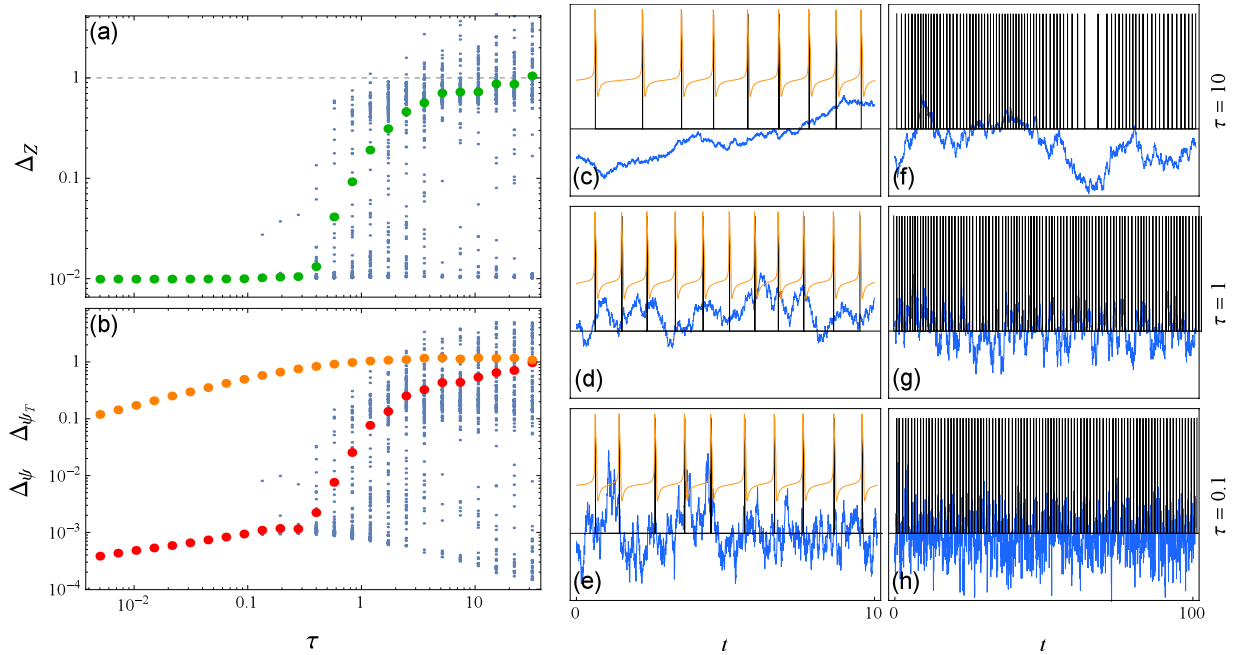 (a)
1
0.1
10⁻²
Δ_Z
(b)
1
0.1
10⁻²
10⁻³
10⁻⁴
Δ_ψ Δ_ψ_T
10⁻² 0.1 1 10
τ
(c)
(f)
τ = 10
(d)
(g)
τ = 1
(e)
(h)
τ = 0.1
0 10
0 100
t
t